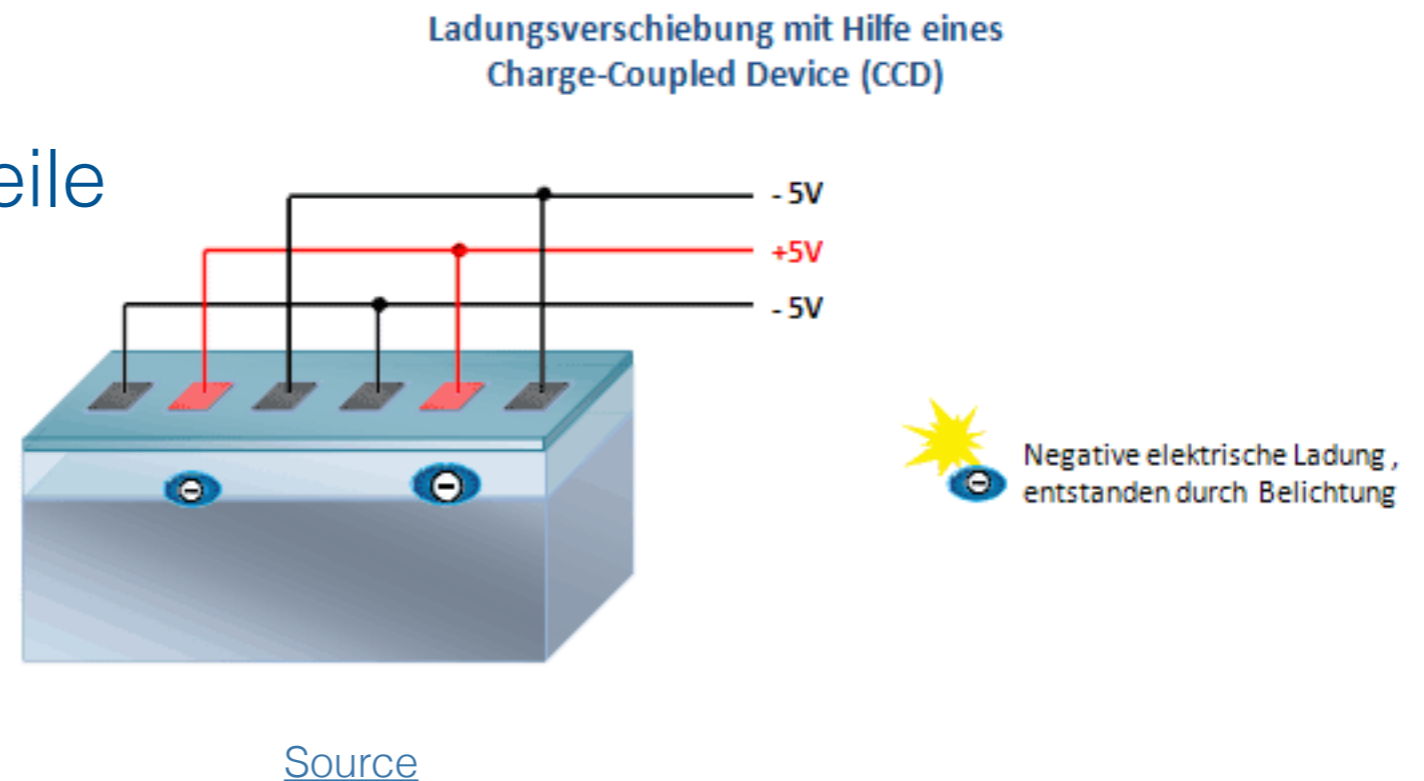 Ladungsverschiebung mit Hilfe eines
Charge-Coupled Device (CCD)
eile
- 5V
+5V
- 5V
Negative elektrische Ladung ,
entstanden durch Belichtung
Source